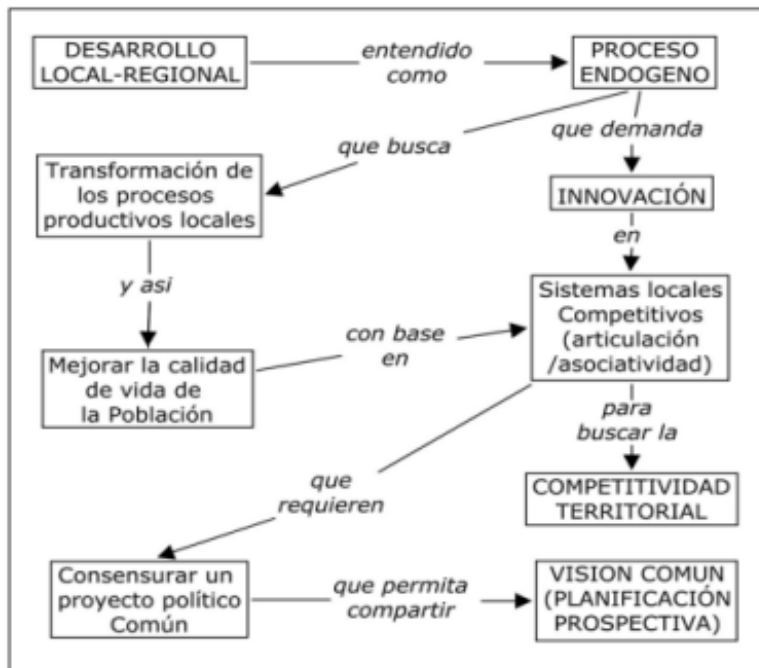 DESARROLLO
LOCAL-REGIONAL
entendido
como
PROCESO
ENDOGENO
que busca
que demanda
Transformación de
los procesos
productivos locales
INNOVACIÓN
y asi
en
Mejorar la calidad
de vida de
la Población
con base
en
Sistemas locales
Competitivos
(articulación
/asociatividad)
para
buscar la
que
requieren
COMPETITIVIDAD
TERRITORIAL
Consensurar un
proyecto político
Común
que permita
compartir
VISION COMUN
(PLANIFICACIÓN
PROSPECTIVA)